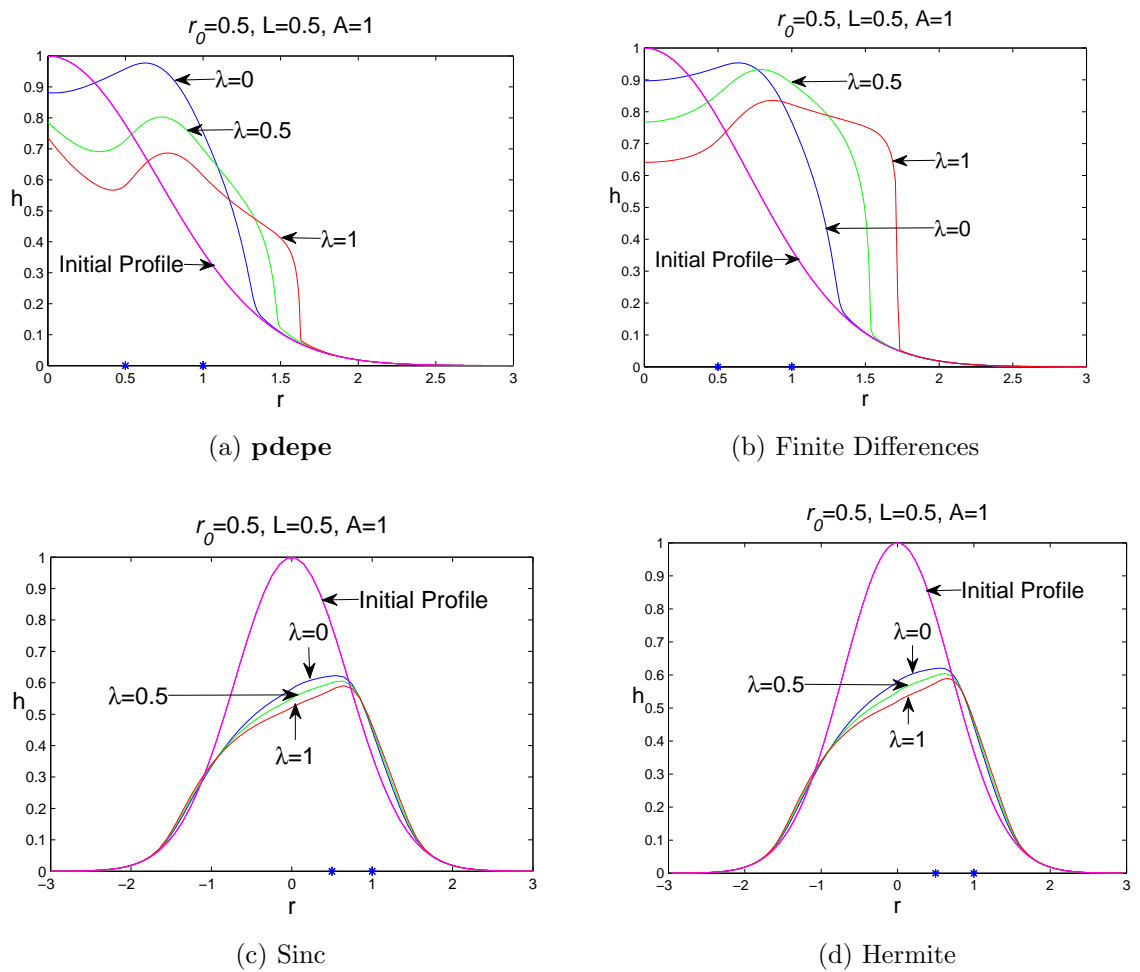 r0=0.5, L=0.5, A=1
1
0.9
0.8
0.7
0.6
0.5
0.4
0.3
0.2
0.1
0
h
λ=0
λ=0.5
λ=1
Initial Profile
0
0.5
1
1.5
2
2.5
3
r
(a) pdepe
r0=0.5, L=0.5, A=1
1
0.9
0.8
0.7
0.6
0.5
0.4
0.3
0.2
0.1
0
h
λ=0.5
λ=1
λ=0
Initial Profile
0
0.5
1
1.5
2
2.5
3
r
(b) Finite Differences
r0=0.5, L=0.5, A=1
1
0.9
0.8
0.7
0.6
0.5
0.4
0.3
0.2
0.1
0
h
Initial Profile
λ=0
λ=0.5
λ=1
−3
−2
−1
0
1
2
3
r
(c) Sinc
r0=0.5, L=0.5, A=1
1
0.9
0.8
0.7
0.6
0.5
0.4
0.3
0.2
0.1
0
h
Initial Profile
λ=0
λ=0.5
λ=1
−3
−2
−1
0
1
2
3
r
(d) Hermite